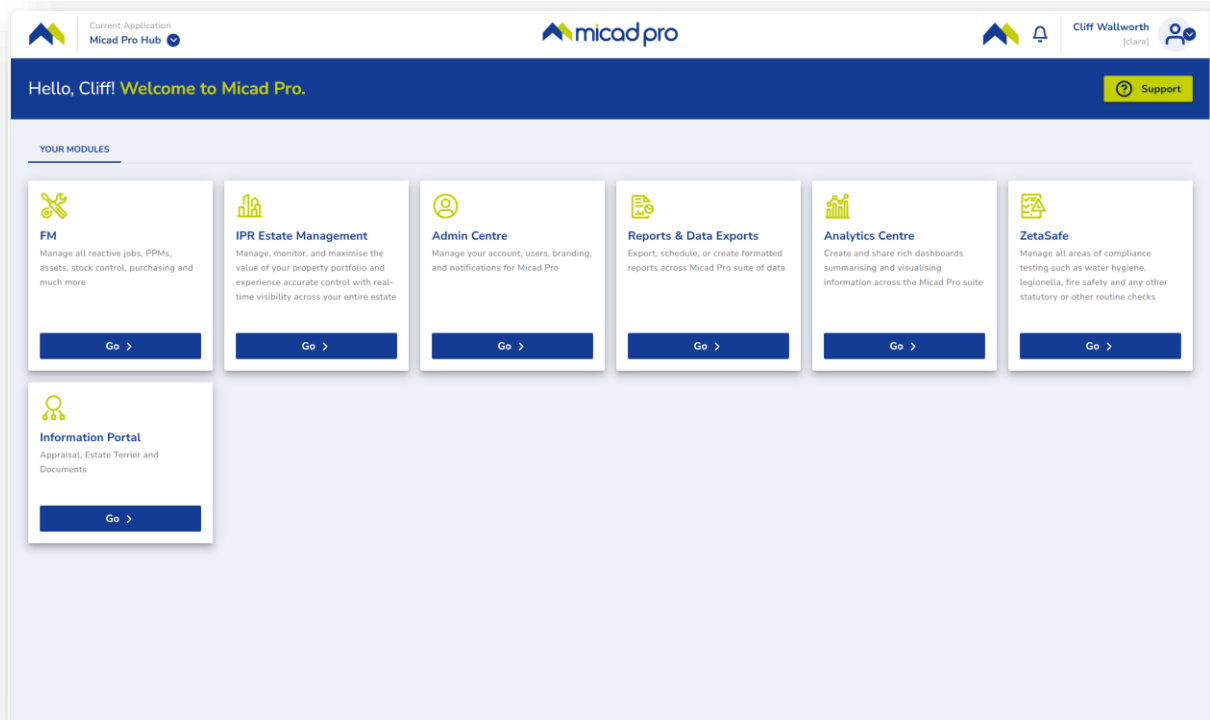 Current Application
Micad Pro Hub
micad pro
Cliff Wallworth
[clara]
Hello, Cliff! Welcome to Micad Pro.
Support
YOUR MODULES
FM
Manage all reactive jobs, PPMs,
assets, stock control, purchasing and
much more
Go
IPR Estate Management
Manage, monitor, and maximise the
value of your property portfolio and
experience accurate control with real-
time visibility across your entire estate
Go
Admin Centre
Manage your account, users, branding,
and notifications for Micad Pro
Go
Reports & Data Exports
Export, schedule, or create formatted
reports across Micad Pro suite of data
Go
Analytics Centre
Create and share rich dashboards
summarising and visualising
information across the Micad Pro suite
Go
ZetaSafe
Manage all areas of compliance
testing such as water hygiene,
legionella, fire safety and any other
statutory or other routine checks
Go
Information Portal
Appraisal, Estate Terrier and
Documents
Go